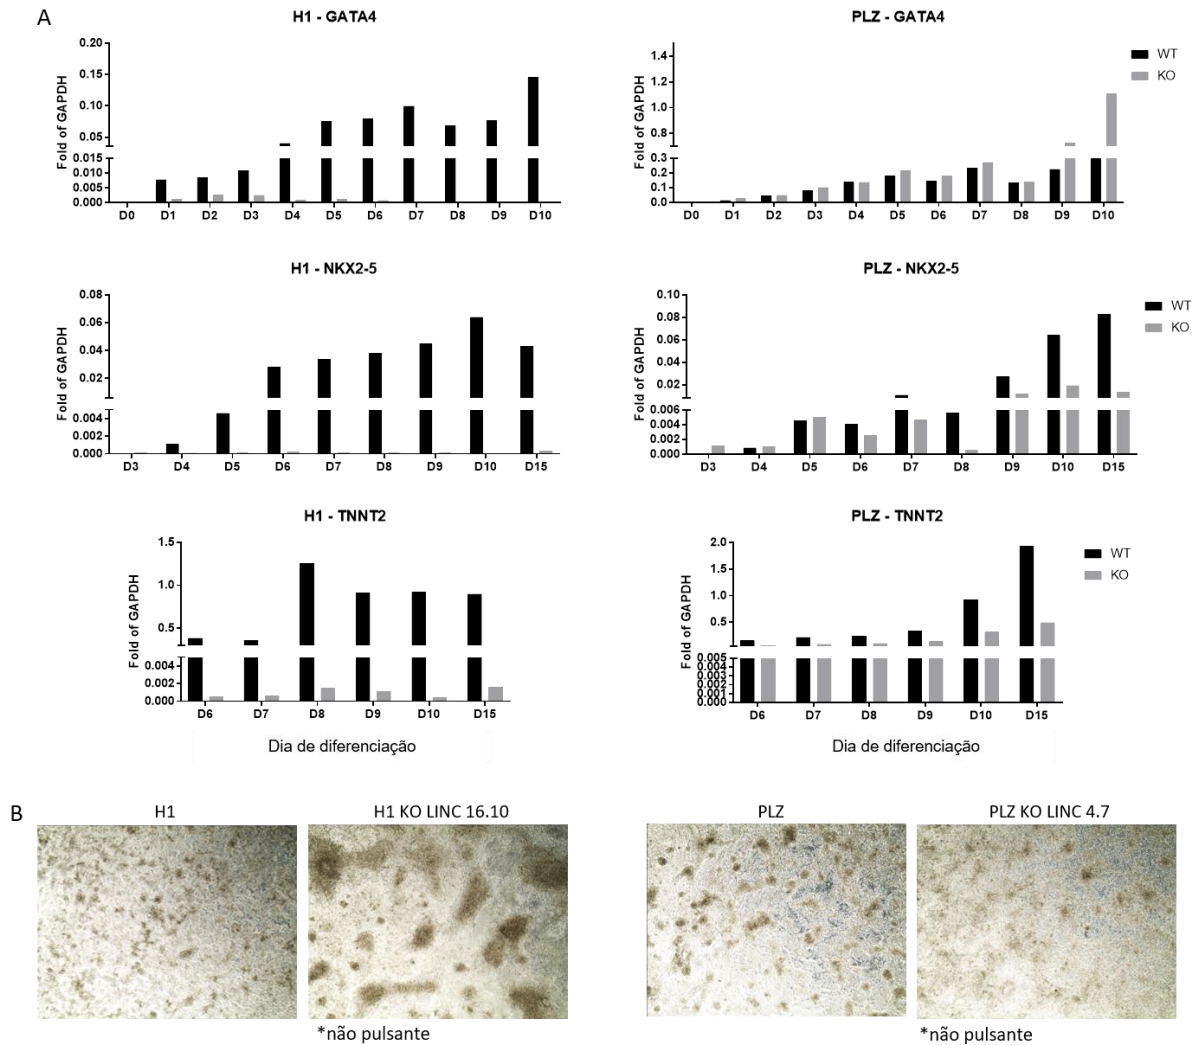 A
H1 - GATA4
Fold of GAPDH
0.20
0.15
0.10
0.05
0.015
0.010
0.005
0.000
D0 D1 D2 D3 D4 D5 D6 D7 D8 D9 D10
PLZ - GATA4
Fold of GAPDH
1.4
1.2
1.0
0.8
0.3
0.2
0.1
0.0
D0 D1 D2 D3 D4 D5 D6 D7 D8 D9 D10
WT
KO
H1 - NKX2-5
Fold of GAPDH
0.08
0.06
0.04
0.02
0.004
0.002
0.000
D3 D4 D5 D6 D7 D8 D9 D10 D15
PLZ - NKX2-5
Fold of GAPDH
0.10
0.08
0.06
0.04
0.02
0.006
0.004
0.002
0.000
D3 D4 D5 D6 D7 D8 D9 D10 D15
WT
KO
H1 - TNNT2
Fold of GAPDH
1.5
1.0
0.5
0.004
0.002
0.000
D6 D7 D8 D9 D10 D15
Dia de diferenciação
PLZ - TNNT2
Fold of GAPDH
2.0
1.5
1.0
0.5
0.005
0.004
0.003
0.002
0.001
0.000
D6 D7 D8 D9 D10 D15
WT
KO
Dia de diferenciação
B
H1
H1 KO LINC 16.10
PLZ
PLZ KO LINC 4.7
*não pulsante
*não pulsante